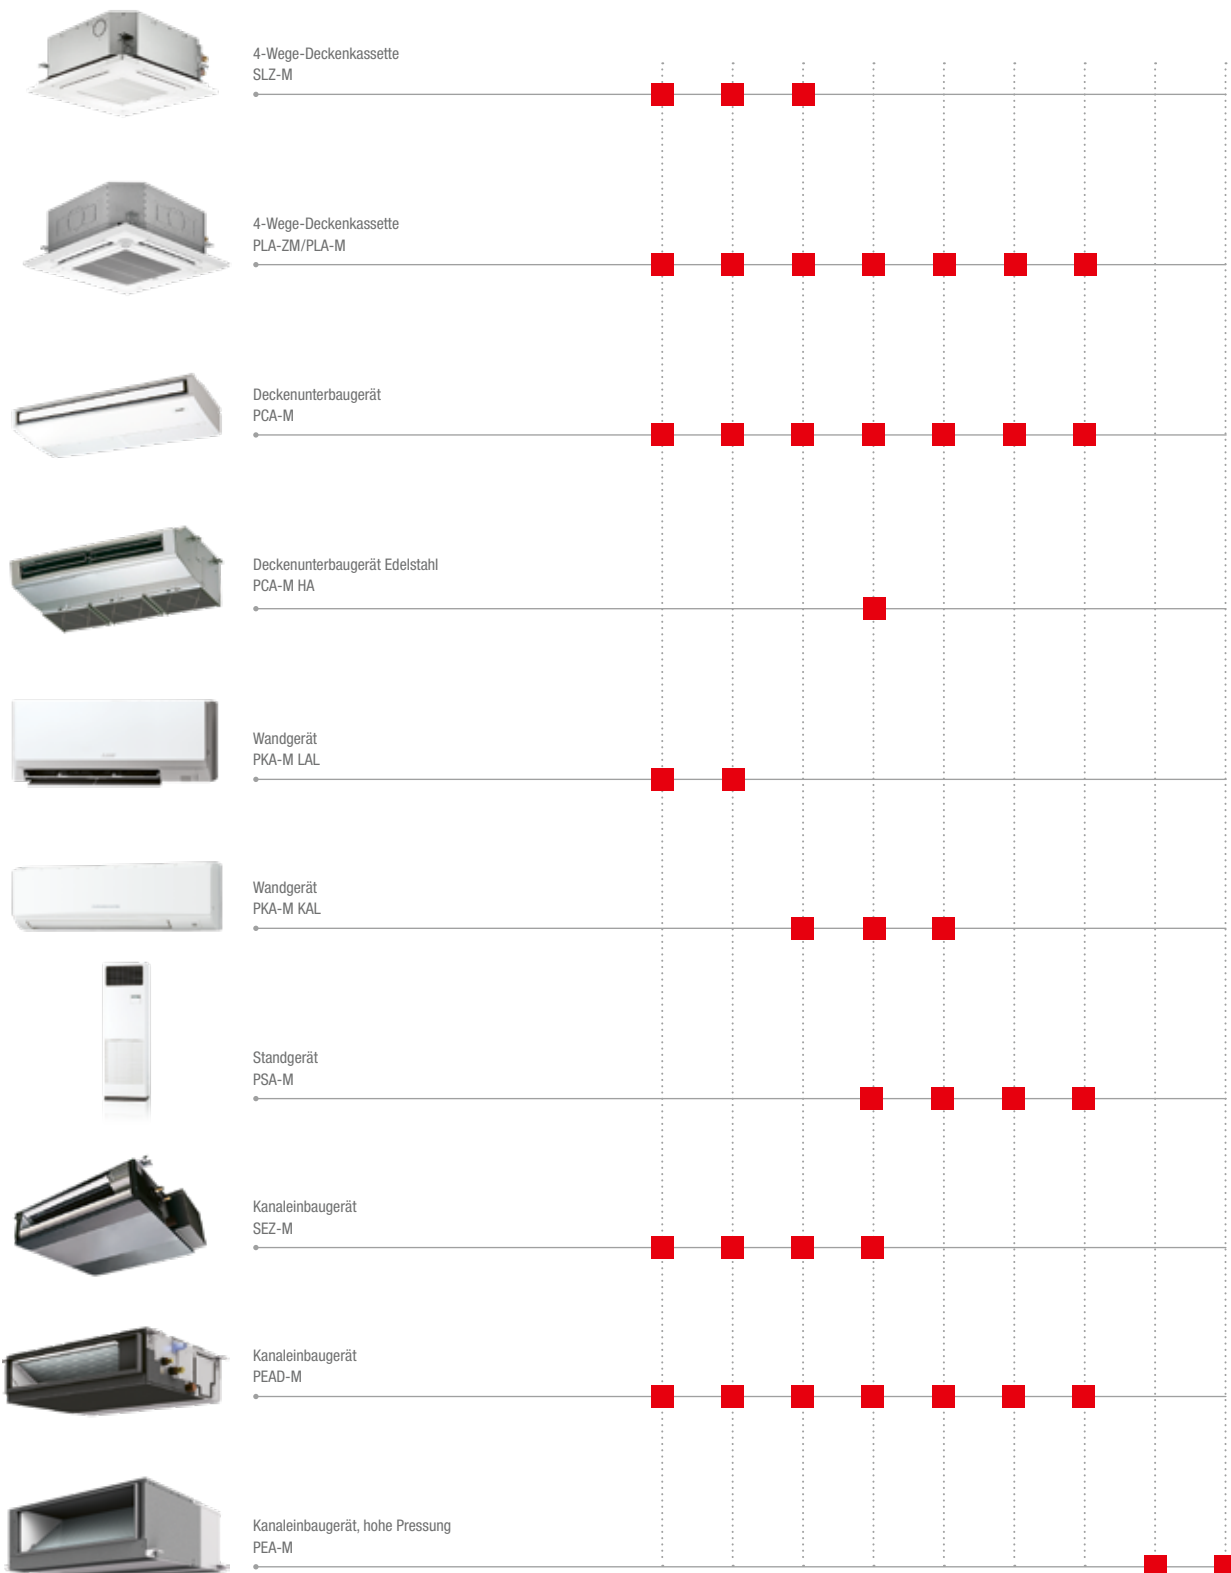 4-Wege-Deckenkassette
SLZ-M
4-Wege-Deckenkassette
PLA-ZM/PLA-M
Deckenunterbaugerät
PCA-M
Deckenunterbaugerät Edelstahl
PCA-M HA
Wandgerät
PKA-M LAL
Wandgerät
PKA-M KAL
Standgerät
PSA-M
Kanaleinbaugerät
SEZ-M
Kanaleinbaugerät
PEAD-M
Kanaleinbaugerät, hohe Pressung
PEA-M